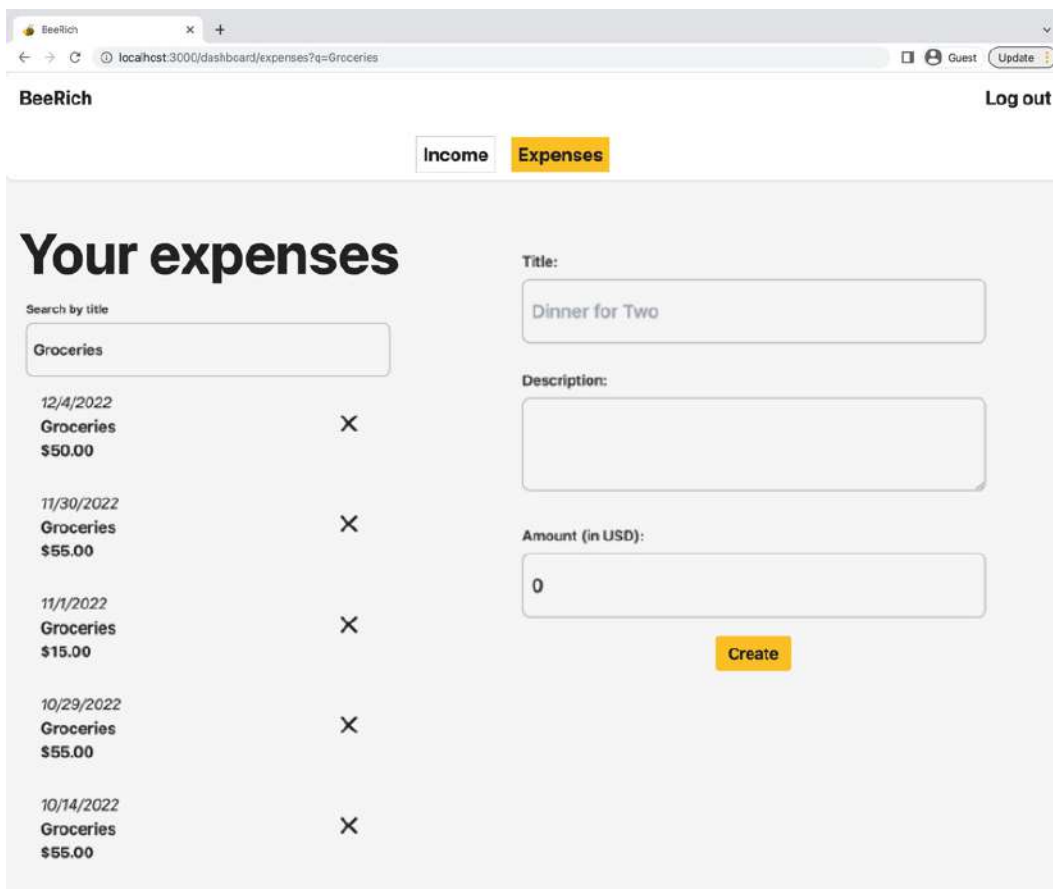 BeeRich
localhost:3000/dashboard/expenses?q=Groceries
Guest
Update
BeeRich
Log out
Income
Expenses
Your expenses
Search by title
Groceries
12/4/2022
Groceries
$50.00
11/30/2022
Groceries
$55.00
11/1/2022
Groceries
$15.00
10/29/2022
Groceries
$55.00
10/14/2022
Groceries
$55.00
Title:
Dinner for Two
Description:
Amount (in USD):
0
Create